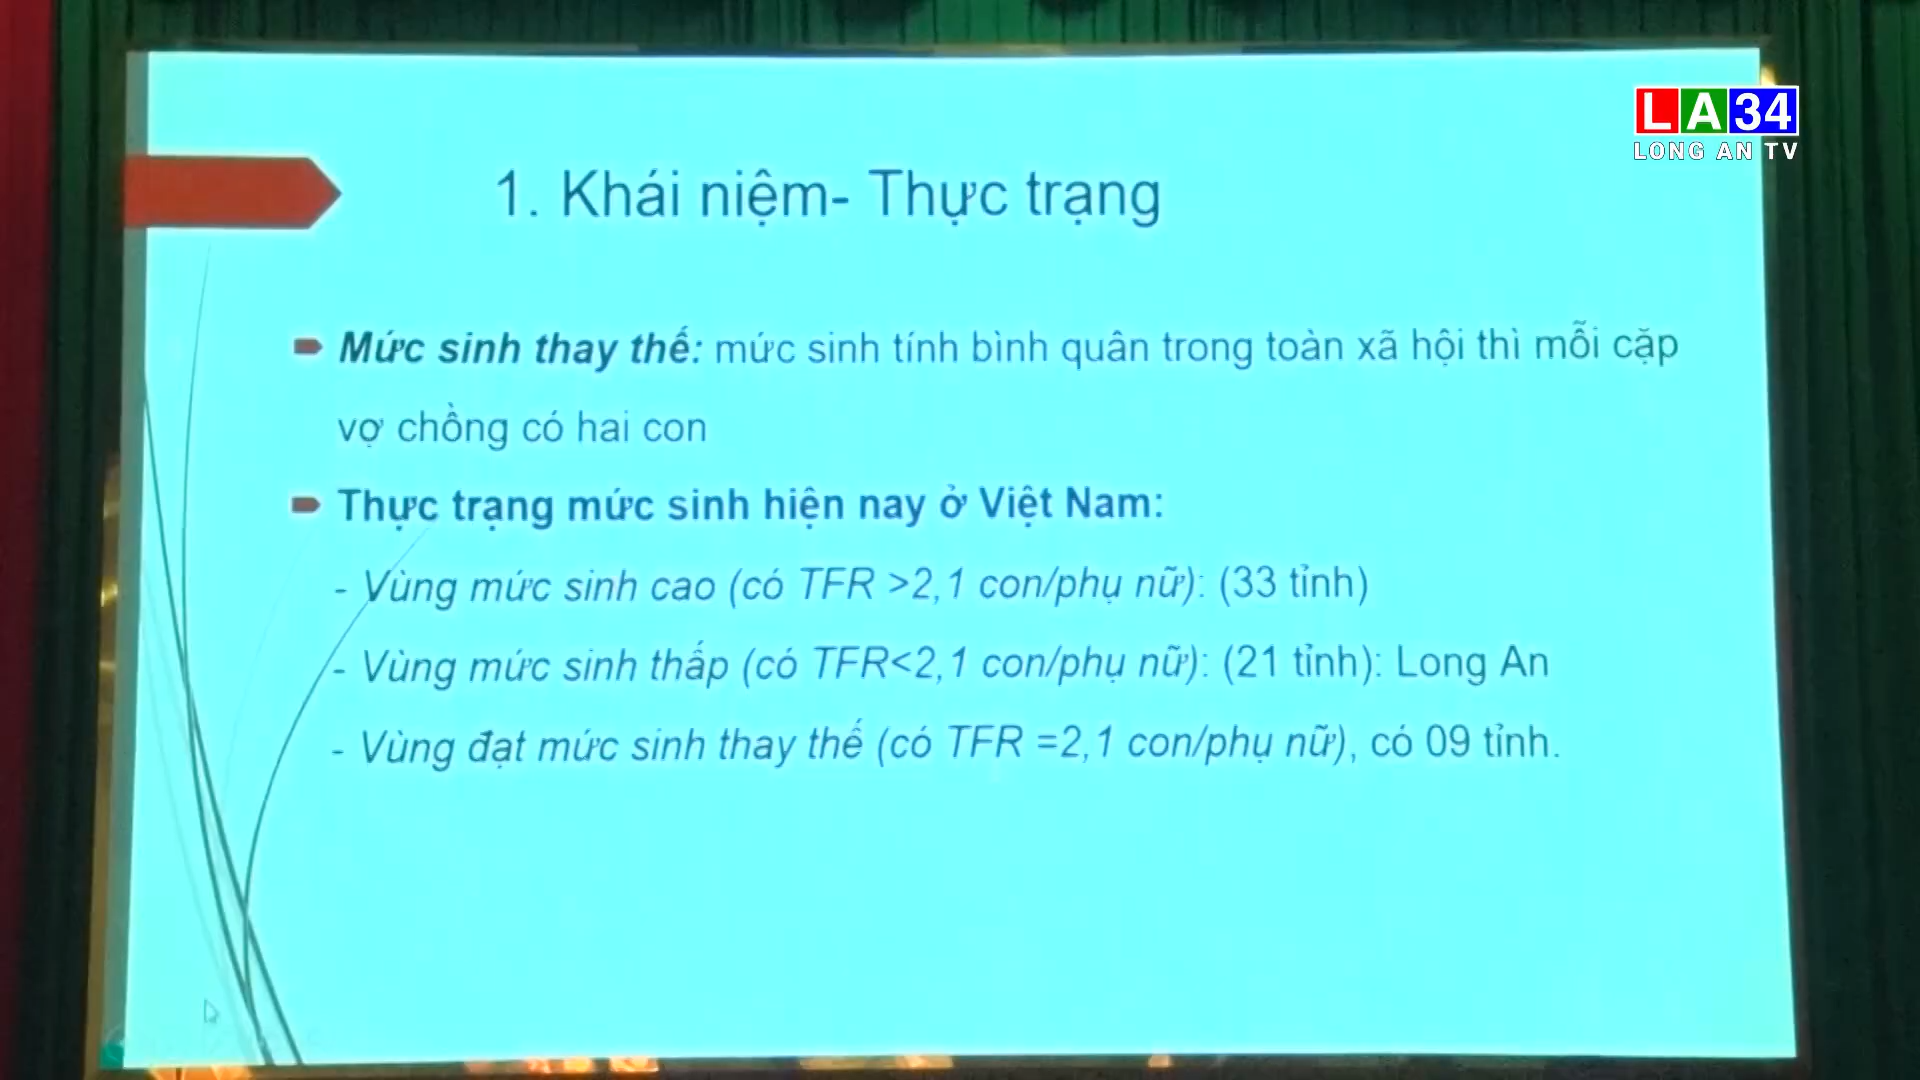 LA34
LONG AN TV
1. Khái niệm- Thực trạng
Mức sinh thay thế: mức sinh tính bình quân trong toàn xã hội thì mỗi cặp
vợ chồng có hai con
Thực trạng mức sinh hiện nay ở Việt Nam:
- Vùng mức sinh cao (có TFR >2,1 con/phụ nữ): (33 tỉnh)
- Vùng mức sinh thấp (có TFR<2,1 con/phụ nữ): (21 tỉnh): Long An
- Vùng đạt mức sinh thay thế (có TFR =2,1 con/phụ nữ), có 09 tỉnh.